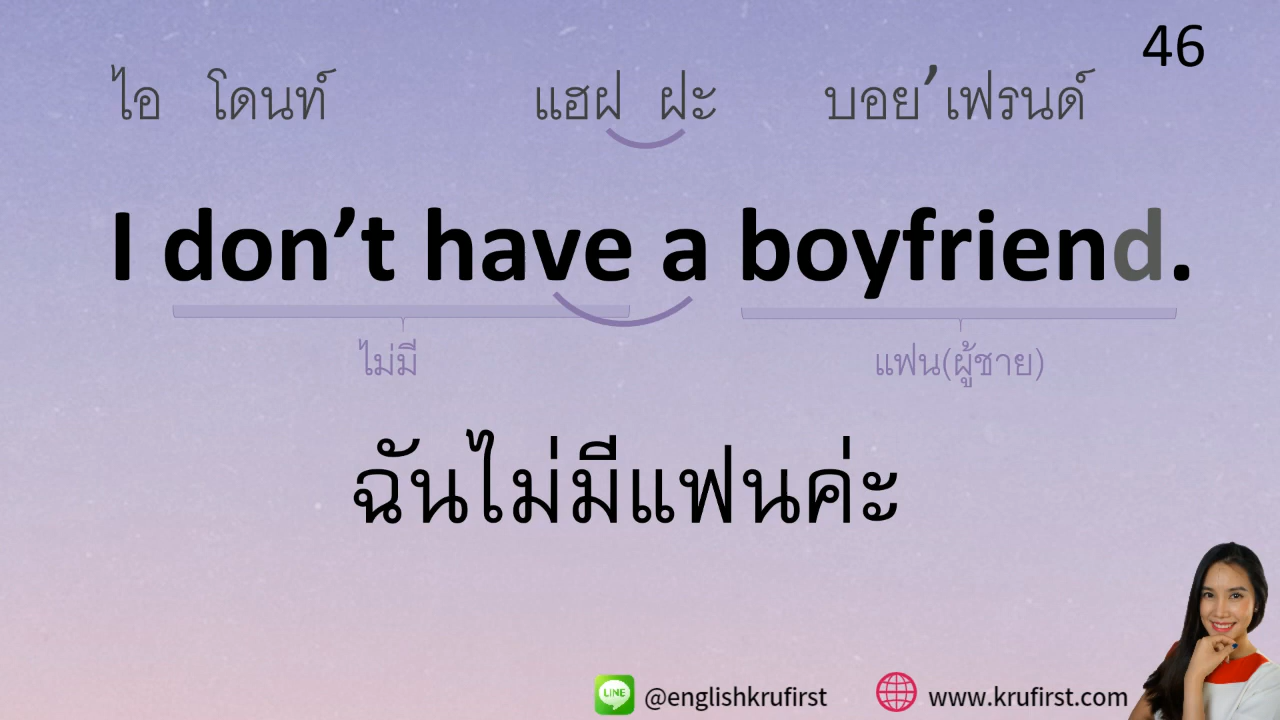 46
ไอ โดนท์ แฮฝ ฝะ บอย’เฟรนด์
I don’t have a boyfriend.
ไม่มี แฟน(ผู้ชาย)
ฉันไม่มีแฟนค่ะ
LINE @englishkrufirst www.krufirst.com